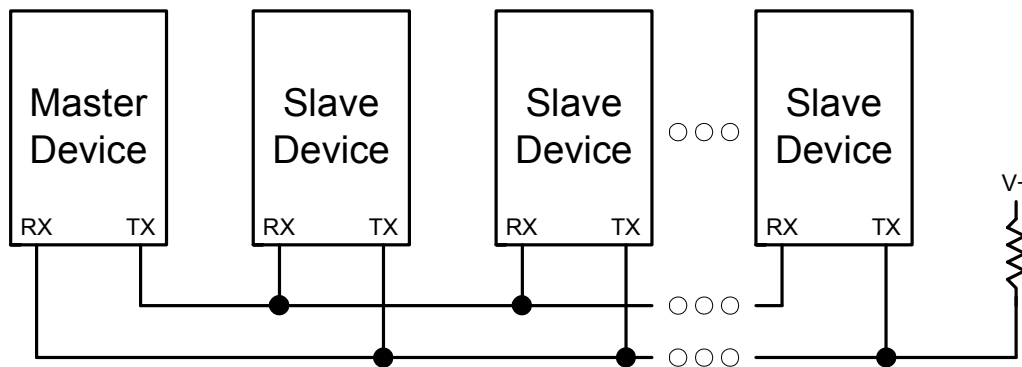 Master
Device
Slave
Device
Slave
Device
Slave
Device
RX TX
RX TX
RX TX
RX TX